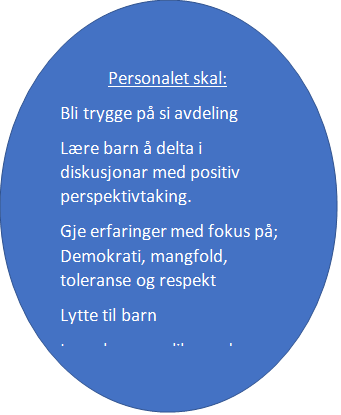 Personalet skal:
Bli trygge på si avdeling
Lære barn å delta i
diskusjonar med positiv
perspektivtaking.
Gje erfaringer med fokus på;
Demokrati, mangfold,
toleranse og respekt
Lytte til barn